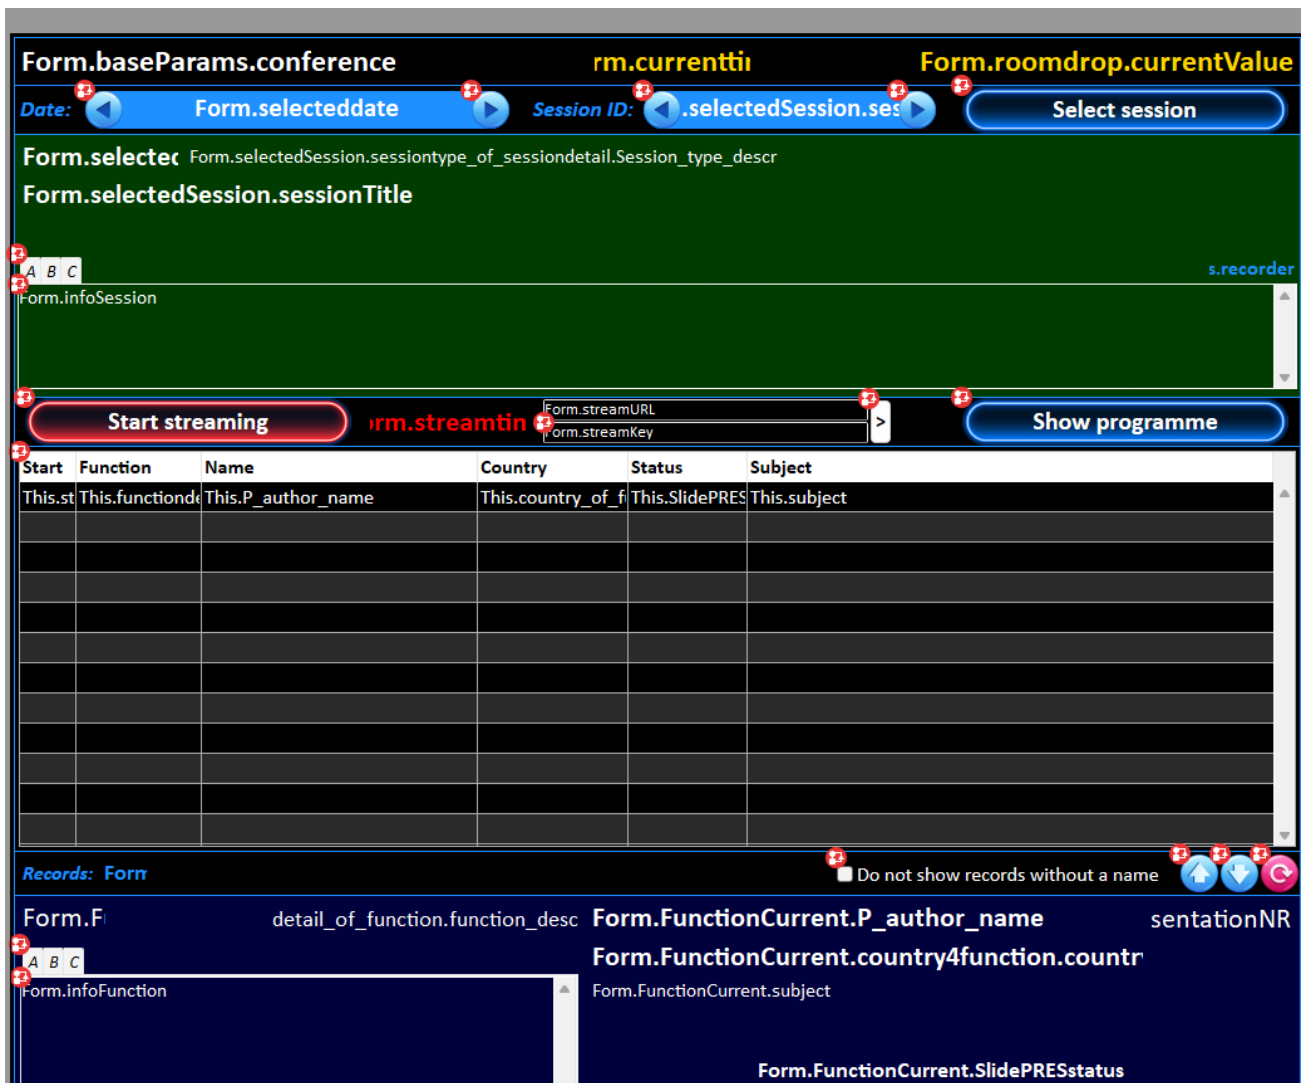 Form.baseParams.conference rm.currenttii Form.roomdrop.currentValue
Date: Form.selecteddate Session ID: .selectedSession.ses Select session
Form.selectec Form.selectedSession.sessiontype_of_sessiondetail.Session_type_descr
Form.selectedSession.sessionTitle
A B C s.recorder
Form.infoSession
Start streaming rm.streamtin Form.streamURL > Show programme
Form.streamKey
Start Function Name Country Status Subject
This.st This.functionde This.P_author_name This.country_of_fu This.SlidePRES This.subject
Records: Form Do not show records without a name
Form.F detail_of_function.function_desc Form.FunctionCurrent.P_author_name sentationNR
A B C Form.FunctionCurrent.country4function.country
Form.infoFunction Form.FunctionCurrent.subject
Form.FunctionCurrent.SlidePRESstatus